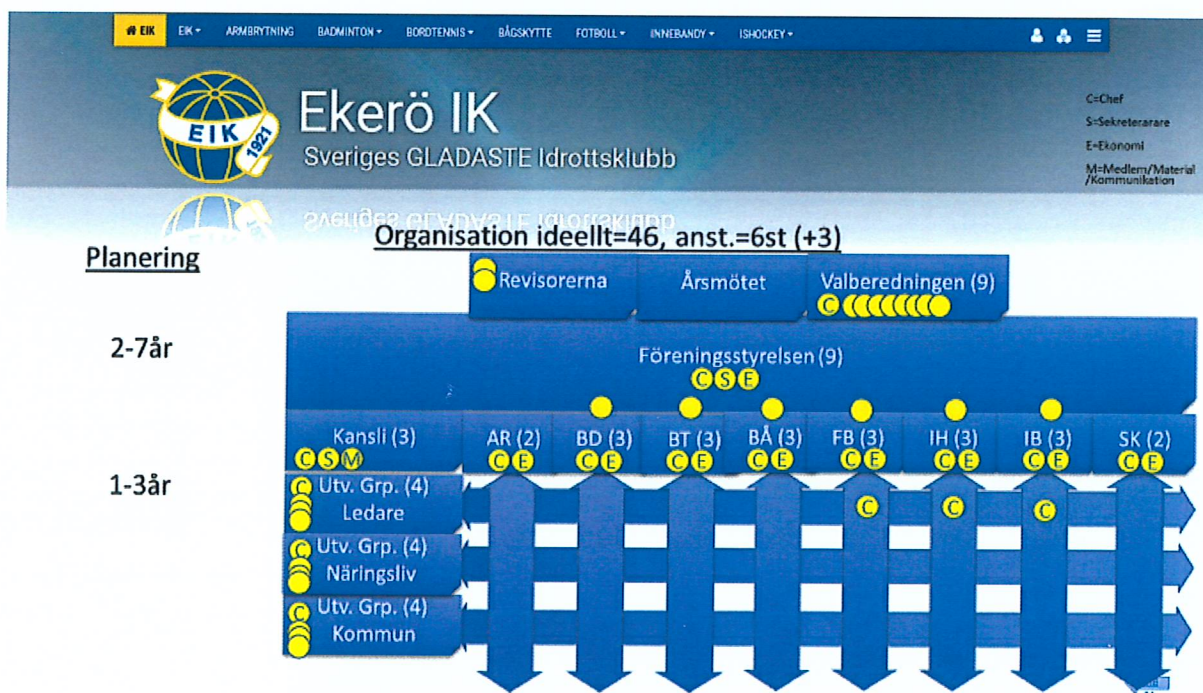 EIK EIK ARMBRYTNING BADMINTON BORDTENNIS BÅGSKYTTE FOTBOLL INNEBANDY ISHOCKEY
EIK 1921
Ekerö IK
Sveriges GLADASTE Idrottsklubb
C=Chef
S=Sekreterarare
E=Ekonomi
M=Medlem/Material
/Kommunikation
Sveriges GLADASTE Idrottsklubb
Organisation ideellt=46, anst.=6st (+3)
Planering
Revisorerna Årsmötet Valberedningen (9)
C
2-7år
Föreningsstyrelsen (9)
C S E
Kansli (3) AR (2) BD (3) BT (3) BÅ (3) FB (3) IH (3) IB (3) SK (2)
C S M C E C E C E C E C E C E C E C E
1-3år
C Utv. Grp. (4)
Ledare
C C C
C Utv. Grp. (4)
Näringsliv
C Utv. Grp. (4)
Kommun